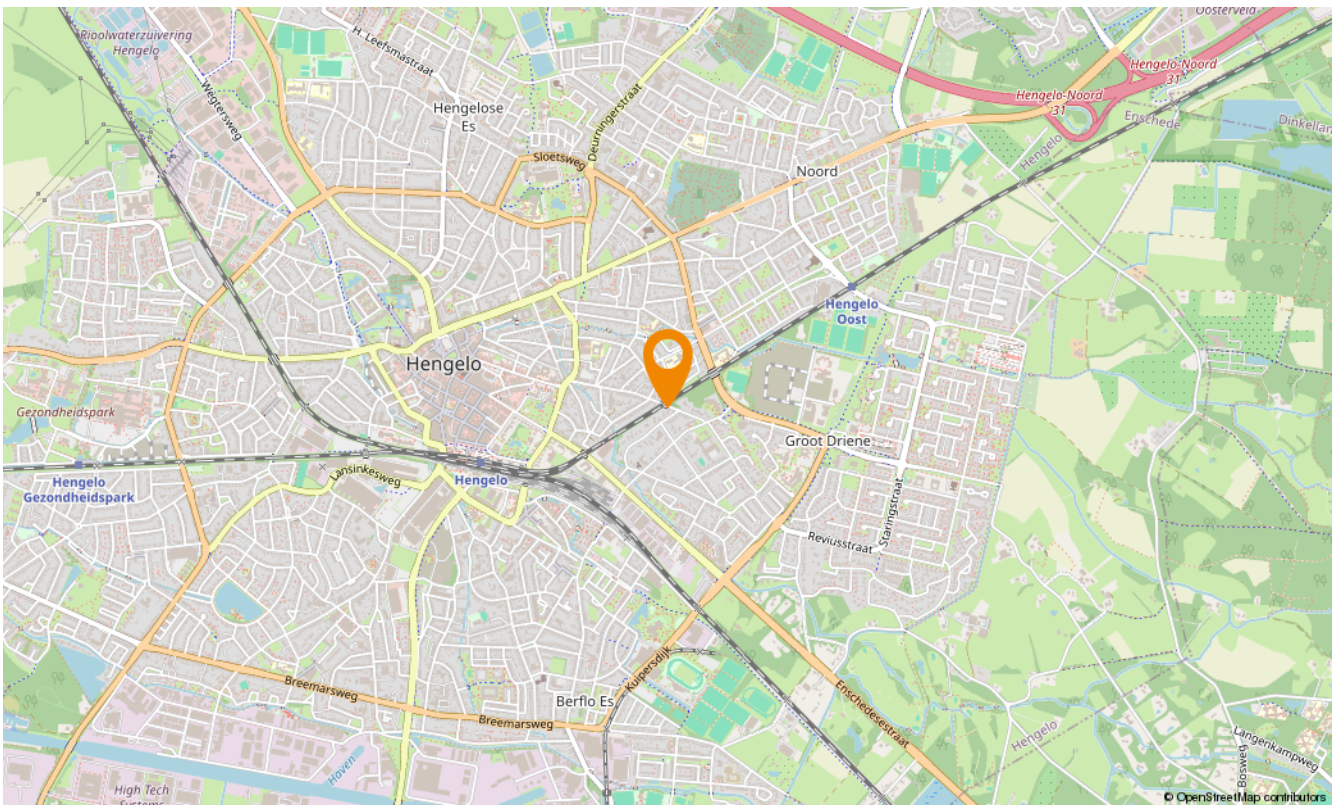 Oosterveld
Rioolwaterzuivering
Hengelo
H. Leefsmastraat
Hengelo-Noord
31
Wegtersweg
Deurningerstraat
Hengelose
Es
Hengelo-Noord
31
Enschede
Dinkelland
Hengelo
Sloetsweg
Noord
Hengelo
Oost
Hengelo
Gezondheidspark
Groot Driene
Hengelo
Gezondheidspark
Lansinkesweg
Hengelo
Staringstraat
Reviusstraat
Kuipersdijk
Breemarsweg
Berflo Es
Breemarsweg
Enschedesestraat
Hengelo
Langenkampweg
Bosweg
Haven
High Tech
Systems
© OpenStreetMap contributors